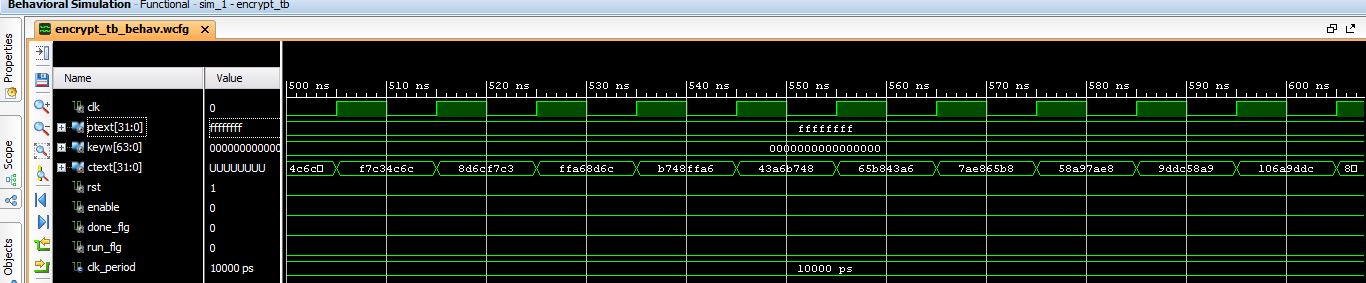 Behavioral Simulation - Functional - sim_1 - encrypt_tb
encrypt_tb_behav.wcfg
Properties
Scope
Objects
Name Value
500 ns 510 ns 520 ns 530 ns 540 ns 550 ns 560 ns 570 ns 580 ns 590 ns 600 ns
clk 0
ptext[31:0] ffffffff ffffffff
keyw[63:0] 000000000000 0000000000000000
ctext[31:0] UUUUUUUU 4c6c f7c34c6c 8d6cf7c3 ffa68d6c b748ffa6 43a6b748 65b843a6 7ae865b8 58a97ae8 9ddc58a9 106a9ddc 8
rst 1
enable 0
done_flg 0
run_flg 0
clk_period 10000 ps 10000 ps